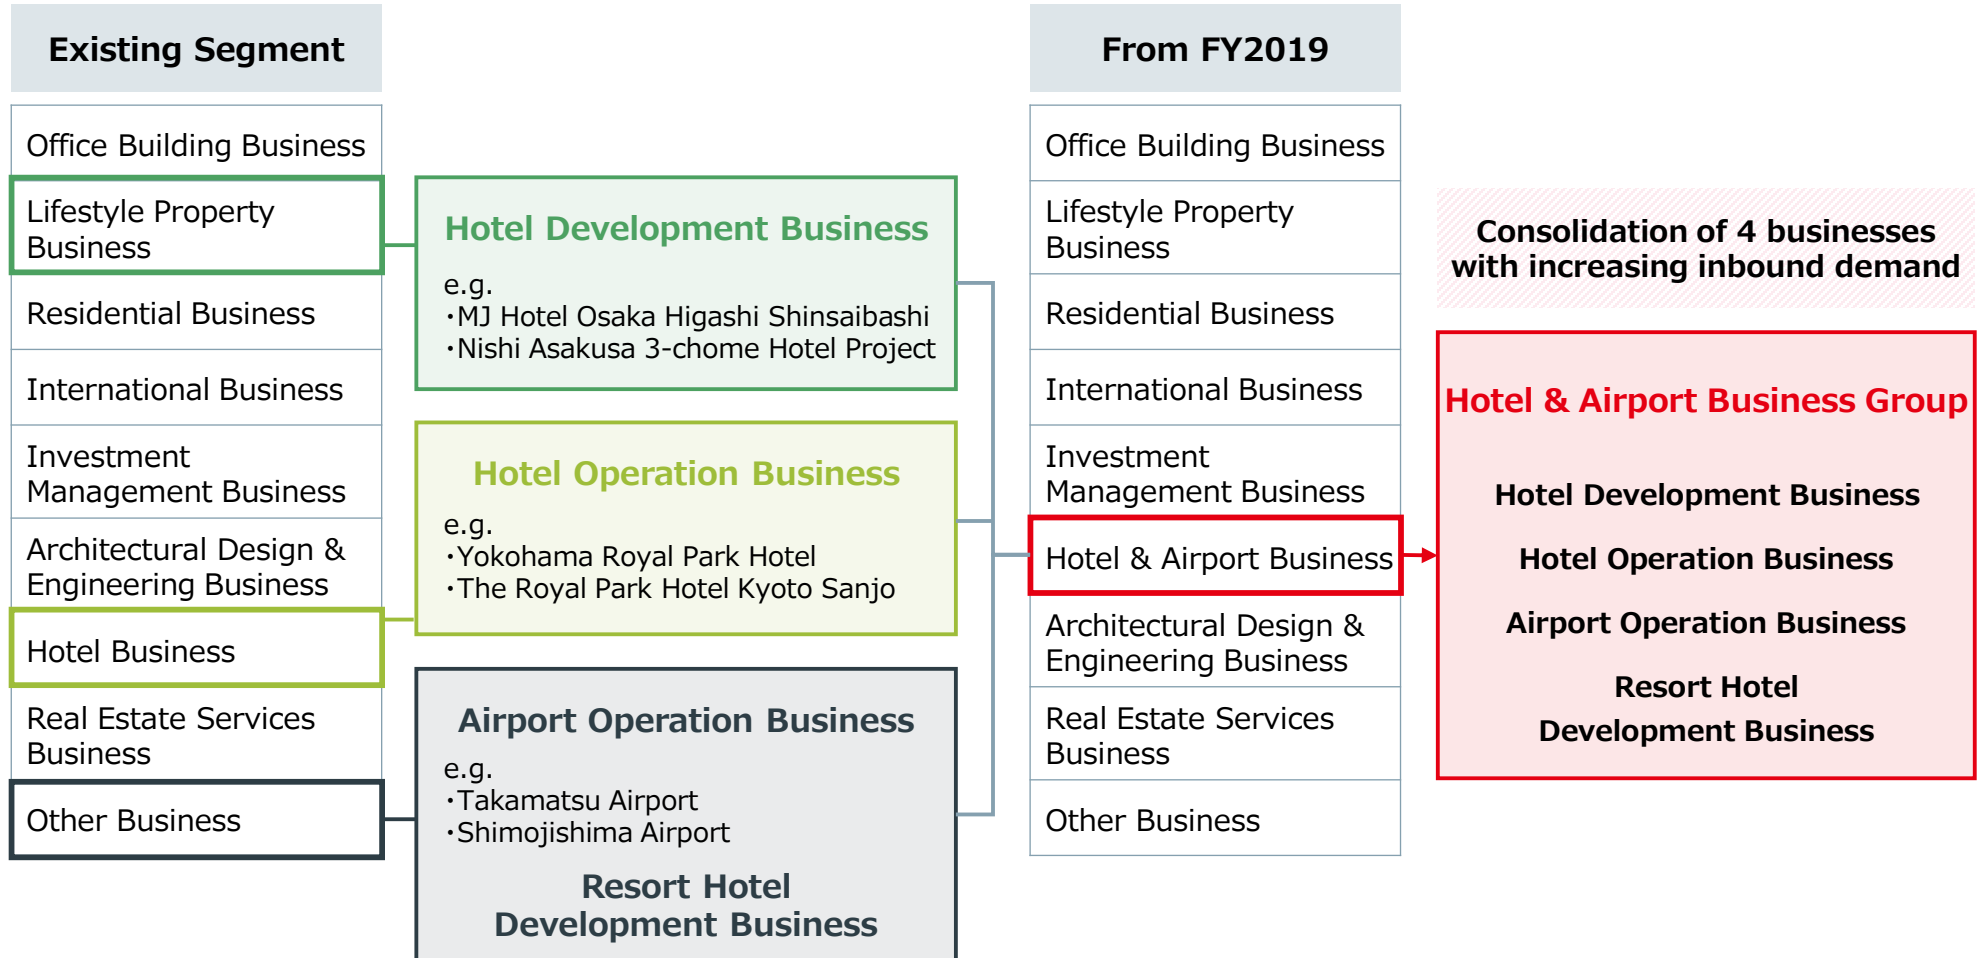 Existing Segment
Office Building Business
Lifestyle Property
Business
Residential Business
International Business
Investment
Management Business
Architectural Design &
Engineering Business
Hotel Business
Real Estate Services
Business
Other Business
Hotel Development Business
e.g.
・MJ Hotel Osaka Higashi Shinsaibashi
・Nishi Asakusa 3-chome Hotel Project
Hotel Operation Business
e.g.
・Yokohama Royal Park Hotel
・The Royal Park Hotel Kyoto Sanjo
Airport Operation Business
e.g.
・Takamatsu Airport
・Shimojishima Airport
Resort Hotel
Development Business
From FY2019
Office Building Business
Lifestyle Property
Business
Residential Business
International Business
Investment
Management Business
Hotel & Airport Business
Architectural Design &
Engineering Business
Real Estate Services
Business
Other Business
Consolidation of 4 businesses
with increasing inbound demand
Hotel & Airport Business Group
Hotel Development Business
Hotel Operation Business
Airport Operation Business
Resort Hotel
Development Business